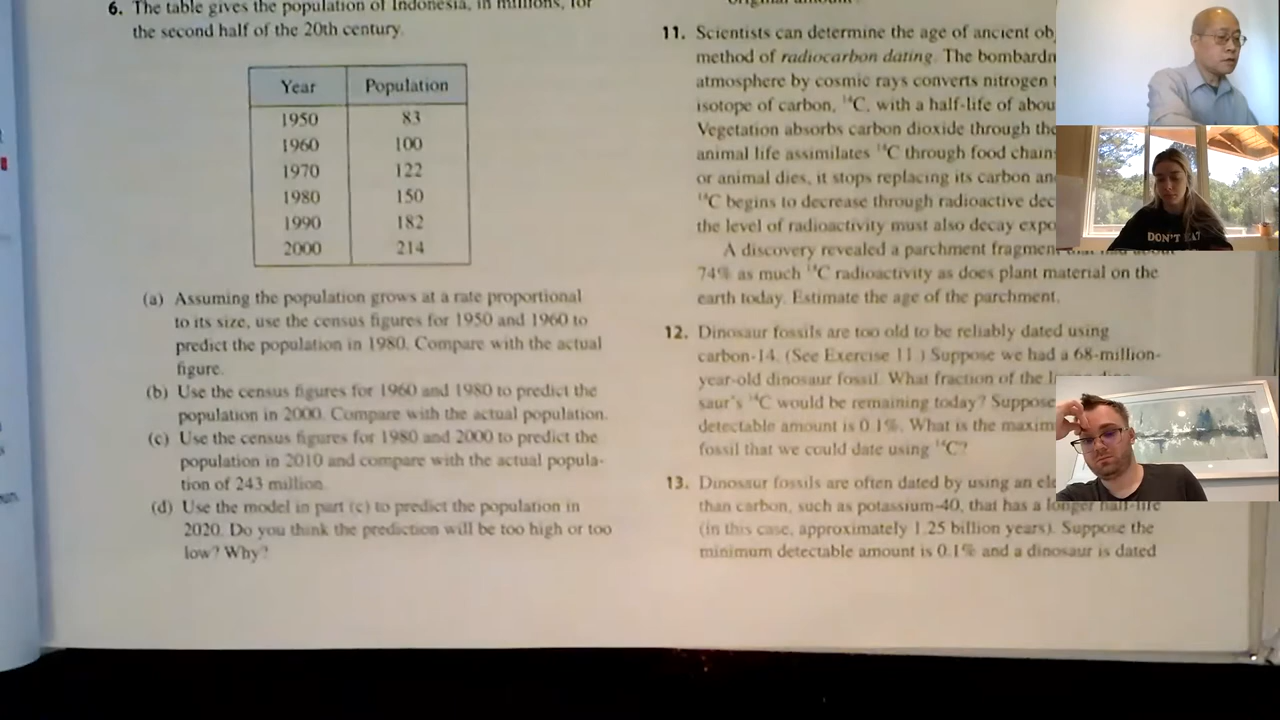 6. The table gives the population of Indonesia, in millions, for
the second half of the 20th century.
Year Population
1950 83
1960 100
1970 122
1980 150
1990 182
2000 214
(a) Assuming the population grows at a rate proportional
to its size, use the census figures for 1950 and 1960 to
predict the population in 1980. Compare with the actual
figure.
(b) Use the census figures for 1960 and 1980 to predict the
population in 2000. Compare with the actual population.
(c) Use the census figures for 1980 and 2000 to predict the
population in 2010 and compare with the actual popula-
tion of 243 million.
(d) Use the model in part (c) to predict the population in
2020. Do you think the prediction will be too high or too
low? Why?
original amount?
11. Scientists can determine the age of ancient ob
method of radiocarbon dating. The bombardn
atmosphere by cosmic rays converts nitrogen
isotope of carbon, ¹⁴C, with a half-life of abou
Vegetation absorbs carbon dioxide through the
animal life assimilates ¹⁴C through food chain
or animal dies, it stops replacing its carbon an
¹⁴C begins to decrease through radioactive dec
the level of radioactivity must also decay expo
A discovery revealed a parchment fragment that had about
74% as much ¹⁴C radioactivity as does plant material on the
earth today. Estimate the age of the parchment.
12. Dinosaur fossils are too old to be reliably dated using
carbon-14. (See Exercise 11.) Suppose we had a 68-million-
year-old dinosaur fossil. What fraction of the
saur's ¹⁴C would be remaining today? Suppose
detectable amount is 0.1%. What is the maxim
fossil that we could date using ¹⁴C?
13. Dinosaur fossils are often dated by using an el
than carbon, such as potassium-40, that has a longer half-life
(in this case, approximately 1.25 billion years). Suppose the
minimum detectable amount is 0.1% and a dinosaur is dated
DON'T EAT